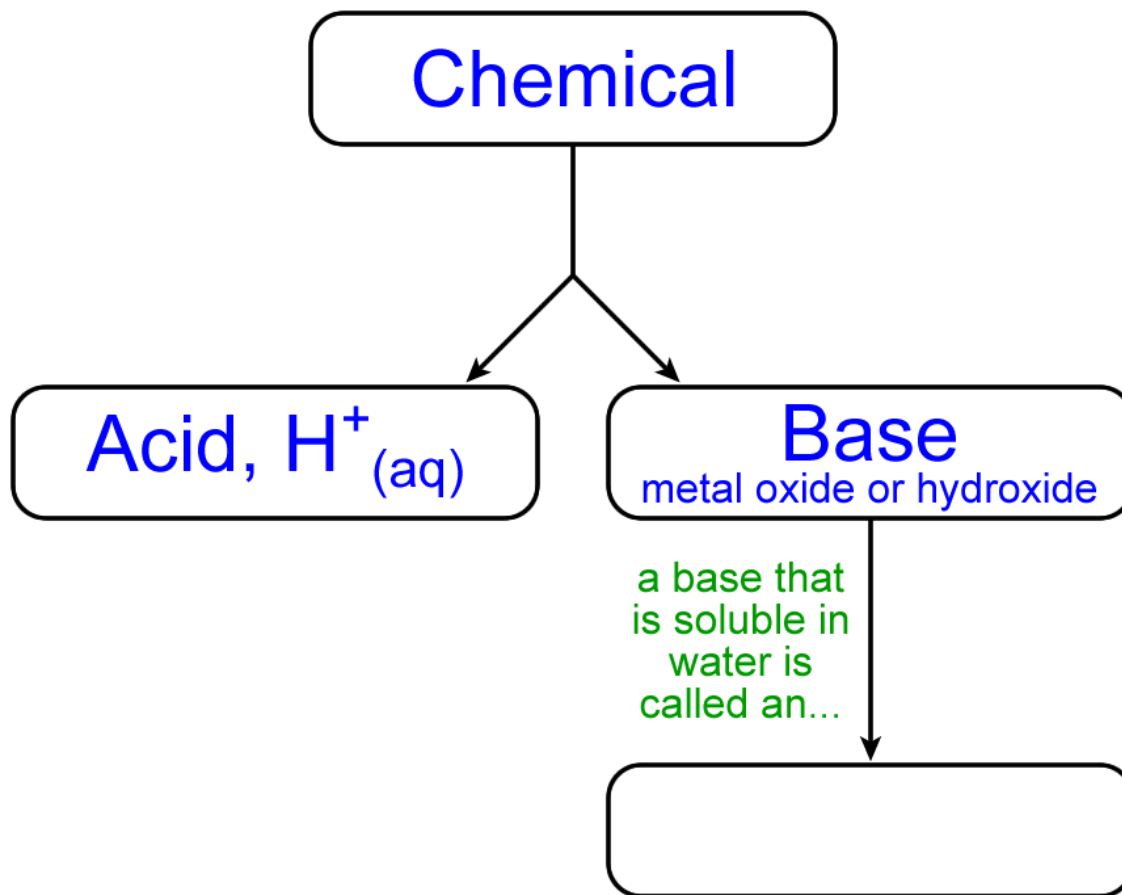 Chemical
Acid, H⁺₍aq₎
Base
metal oxide or hydroxide
a base that
is soluble in
water is
called an...